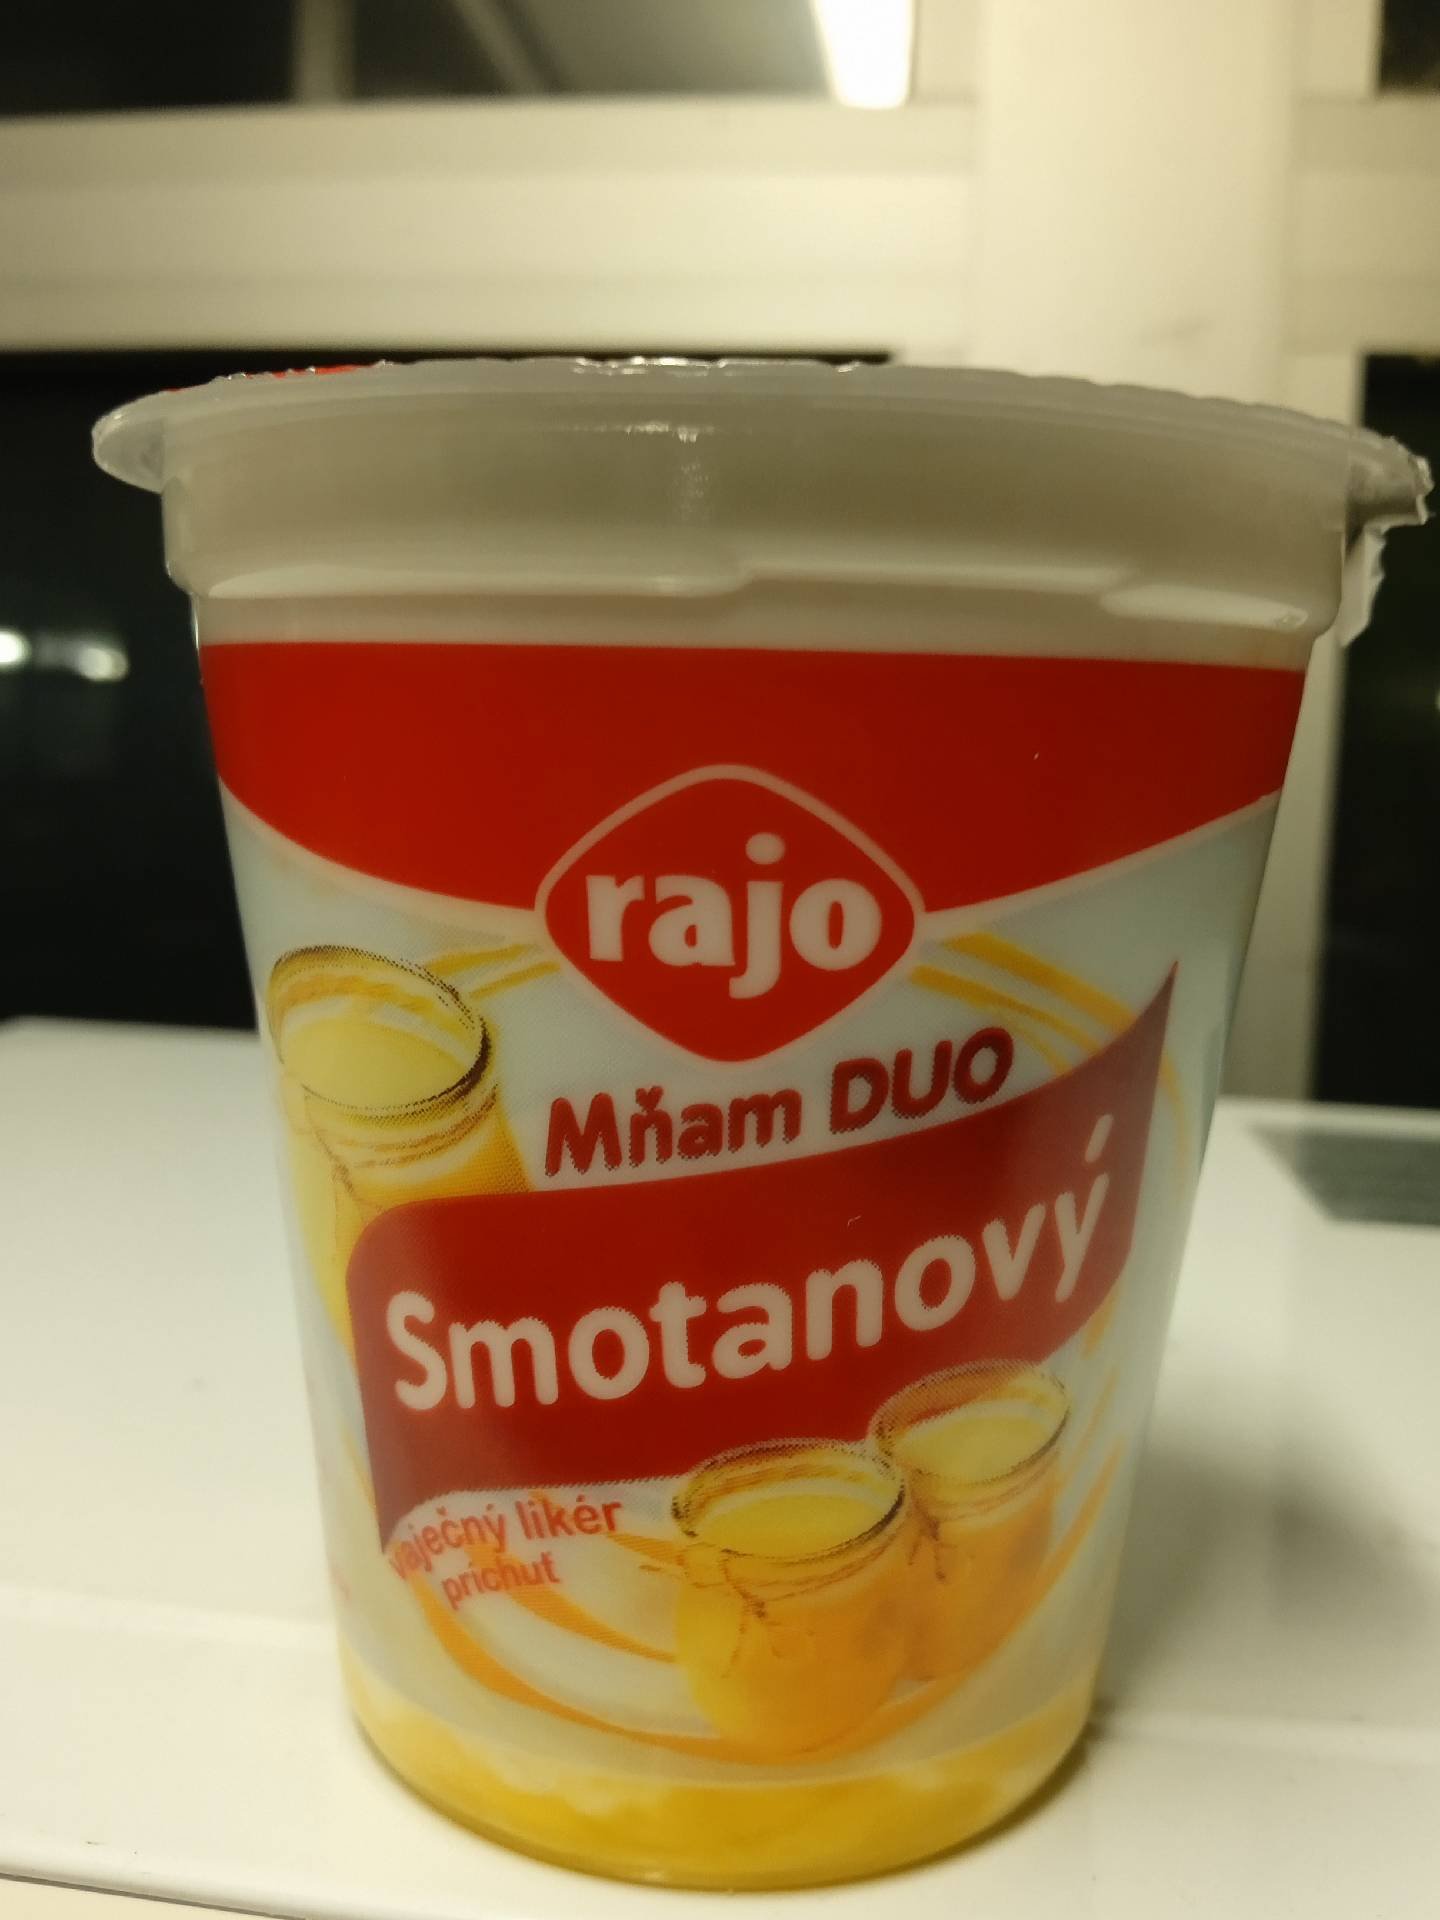 rajo
Mňam DUO
Smotanový
vaječný likér
príchuť